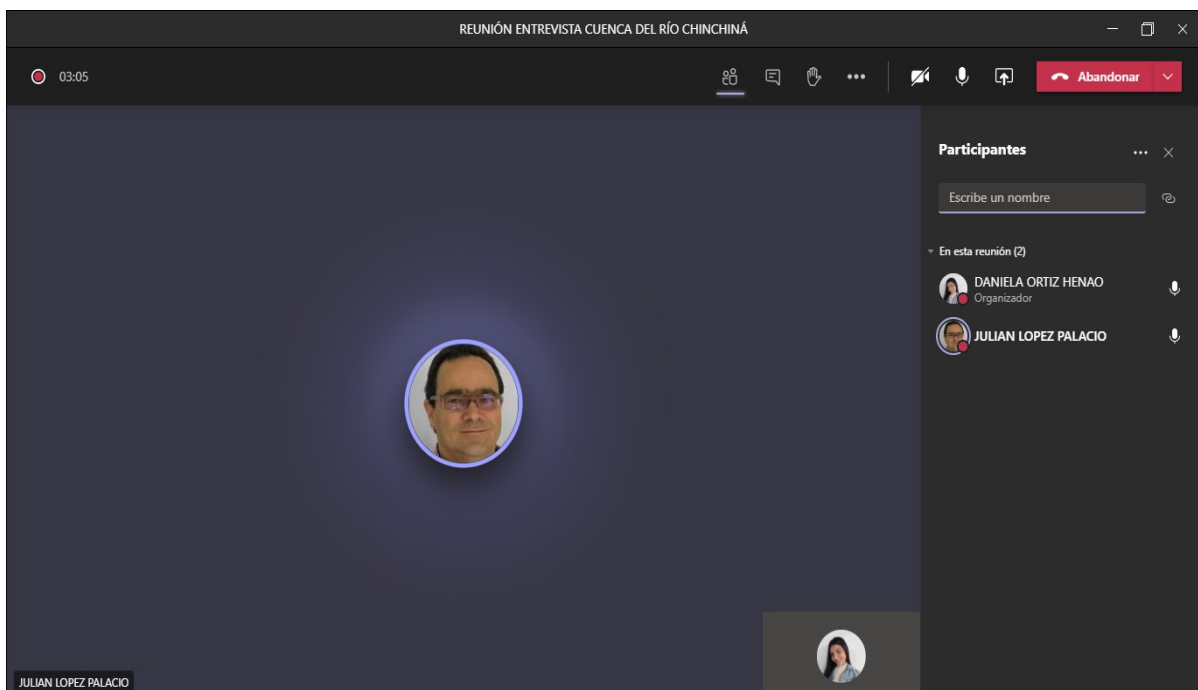 REUNIÓN ENTREVISTA CUENCA DEL RÍO CHINCHINÁ
03:05
Abandonar
Participantes
Escribe un nombre
En esta reunión (2)
DANIELA ORTIZ HENAO
Organizador
JULIAN LOPEZ PALACIO
JULIAN LOPEZ PALACIO